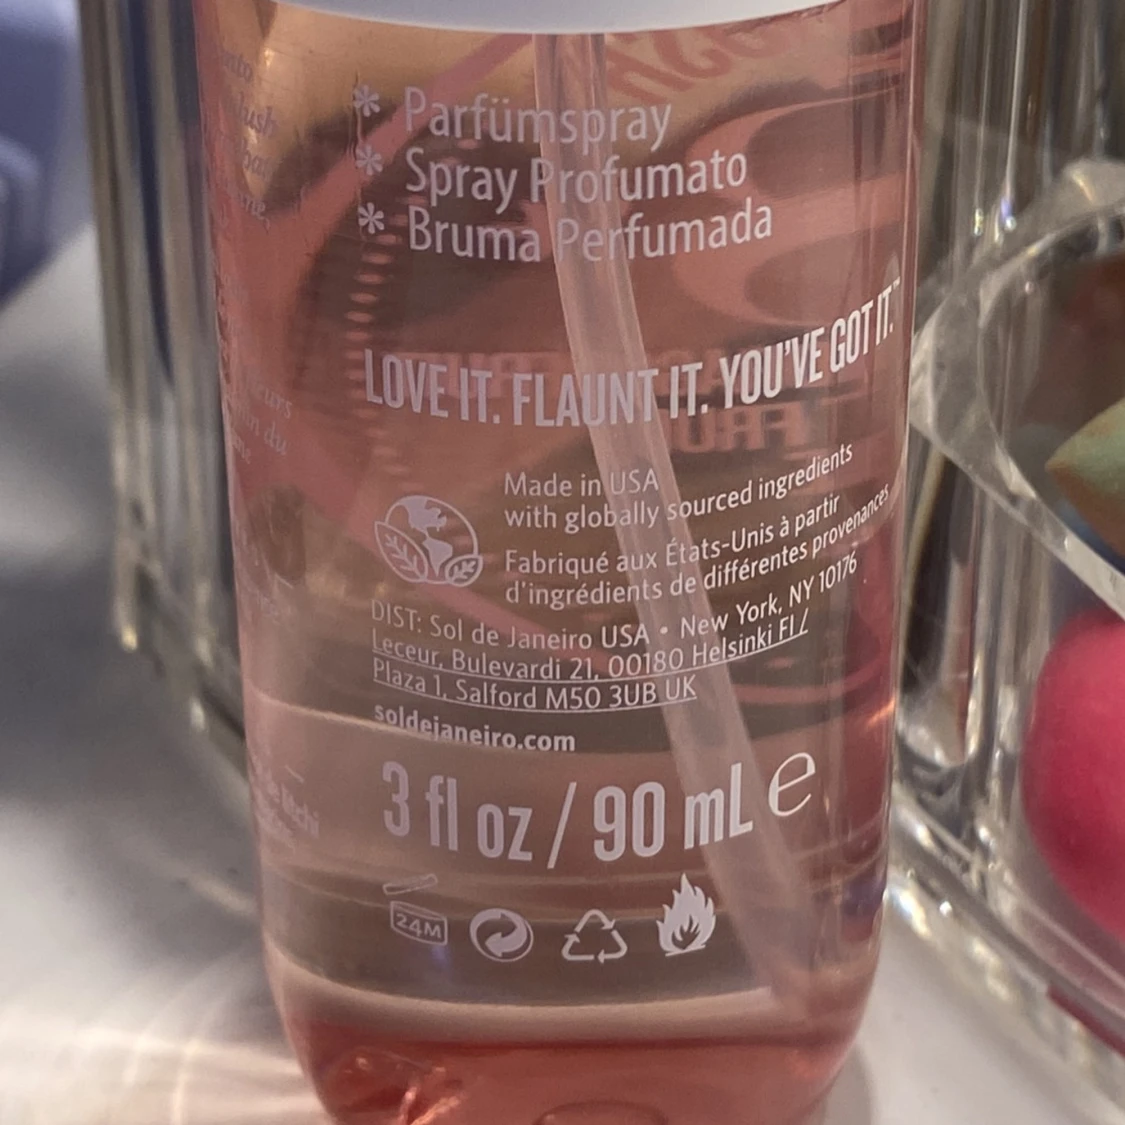 * Parfümspray
* Spray Profumato
* Bruma Perfumada
LOVE IT. FLAUNT IT. YOU'VE GOT IT.™
Made in USA
with globally sourced ingredients
Fabriqué aux États-Unis à partir
d'ingrédients de différentes provenances
DIST: Sol de Janeiro USA • New York, NY 10176
Leceur, Bulevardi 21, 00180 Helsinki FI /
Plaza 1, Salford M50 3UB UK
soldejaneiro.com
3 fl oz / 90 mL e
24M